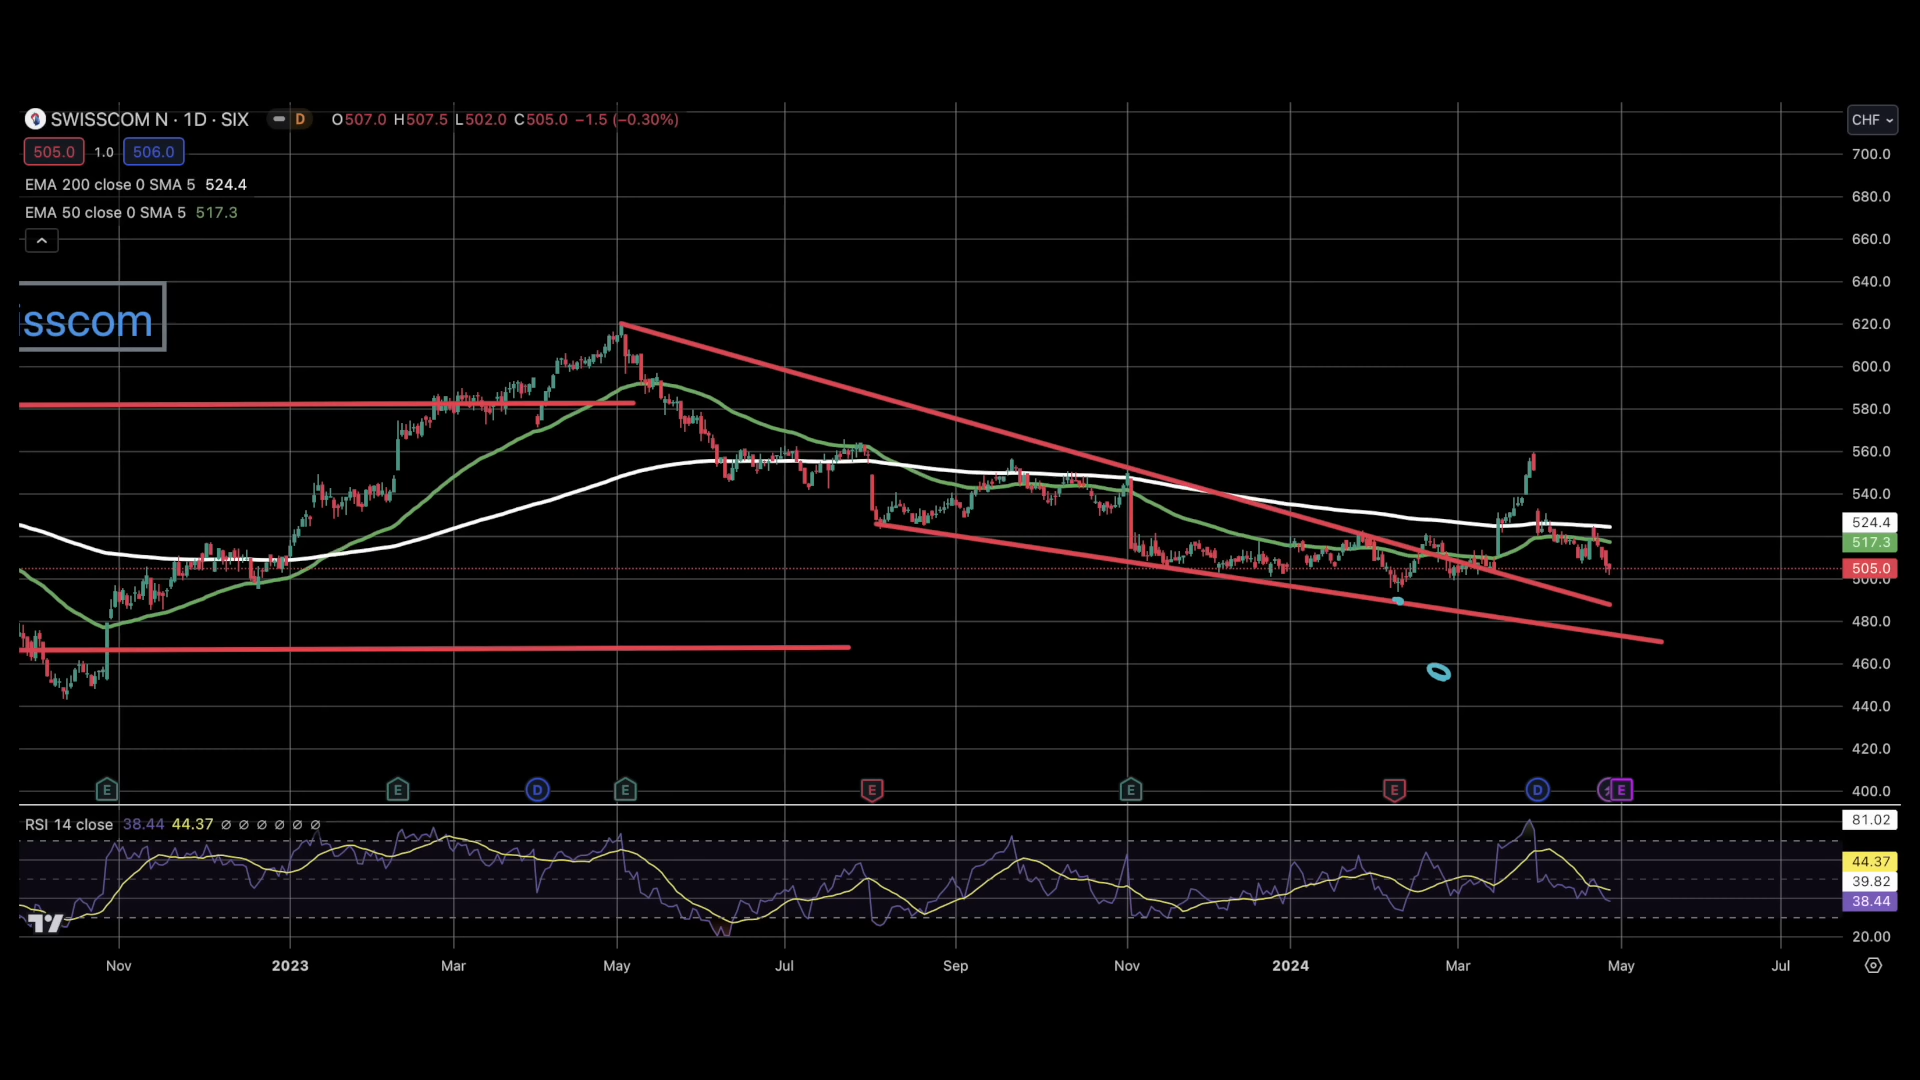 SWISSCOM N · 1D · SIX D O507.0 H507.5 L502.0 C505.0 −1.5 (−0.30%)
CHF
505.0 1.0 506.0
EMA 200 close 0 SMA 5 524.4
EMA 50 close 0 SMA 5 517.3
isscom
700.0
680.0
660.0
640.0
620.0
600.0
580.0
560.0
540.0
524.4
517.3
505.0
500.0
480.0
460.0
440.0
420.0
400.0
E E D E E E E D E
RSI 14 close 38.44 44.37 ∅ ∅ ∅ ∅ ∅ ∅
81.02
44.37
39.82
38.44
20.00
Nov 2023 Mar May Jul Sep Nov 2024 Mar May Jul